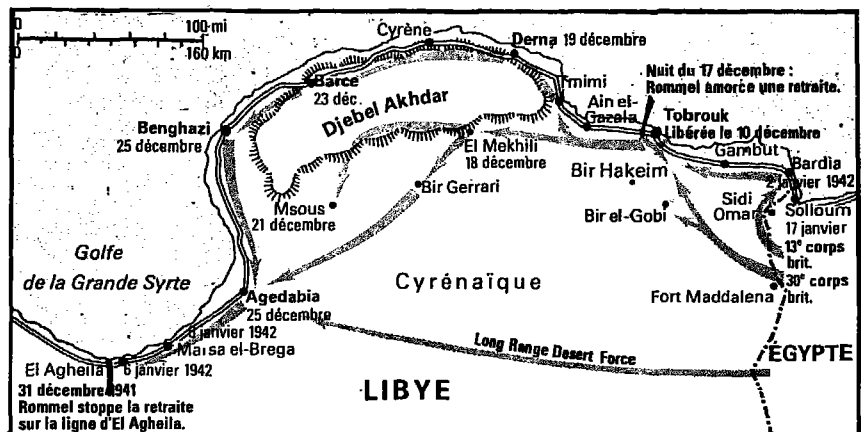 0 100 mi
0 160 km
Cyrène
Derna 19 décembre
Nuit du 17 décembre :
Rommel amorce une retraite.
Barce
23 déc.
Tmimi
Aïn el-
Gazala
Tobrouk
Libérée le 10 décembre
Djebel Akhdar
Benghazi
25 décembre
El Mekhili
18 décembre
Gambut
Bardia
2 janvier 1942
Bir Hakeim
Bir Gerrari
Msous
21 décembre
Bir el-Gobi
Sidi
Omar
Solloum
17 janvier
13e corps
brit.
30e corps
brit.
Golfe
de la Grande Syrte
Cyrénaïque
Fort Maddalena
Agedabia
25 décembre
janvier 1942
Marsa el-Brega
Long Range Desert Force
ÉGYPTE
El Agheila
6 janvier 1942
31 décembre 1941
Rommel stoppe la retraite
sur la ligne d'El Agheila.
LIBYE